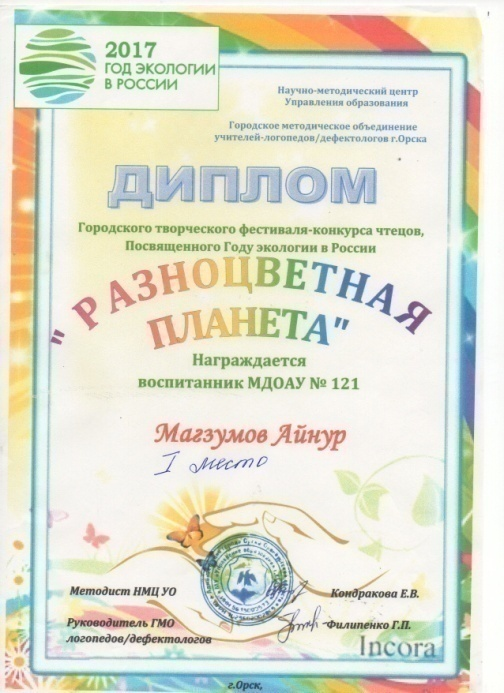 2017
ГОД ЭКОЛОГИИ
В РОССИИ
Научно-методический центр
Управления образования
Городское методическое объединение
учителей-логопедов/дефектологов г.Орска
ДИПЛОМ
Городского творческого фестиваля-конкурса чтецов,
Посвященного Году экологии в России
"РАЗНОЦВЕТНАЯ
ПЛАНЕТА"
Награждается
воспитанник МДОАУ № 121
Магзумов Айнур
I место
Методист НМЦ УО
Кондракова Е.В.
Руководитель ГМО
логопедов/дефектологов
Филипенко Г.П.
Incora
г.Орск,